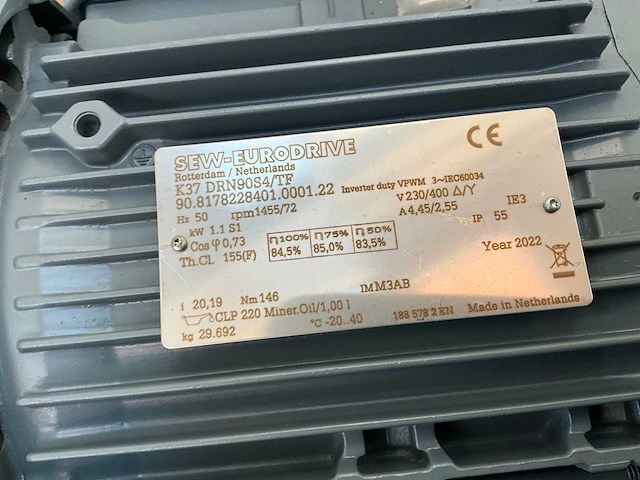 CE
SEW-EURODRIVE
Rotterdam / Netherlands
K37 DRN90S4/TF
90.8178228401.0001.22 Inverter duty VPWM 3~IEC60034
Hz 50 rpm1455/72 V 230/400 Δ/Y IE3
kW 1.1 S1 A 4,45/2,55 IP 55
Cos φ 0,73 η100% η75% η50%
Th.Cl. 155(F) 84,5% 85,0% 83,5% Year 2022
i 20,19 Nm 146 IM M3AB
CLP 220 Miner.Oil/1,00 l
kg 29.692 °C -20..40 188 578 2 EN Made in Netherlands